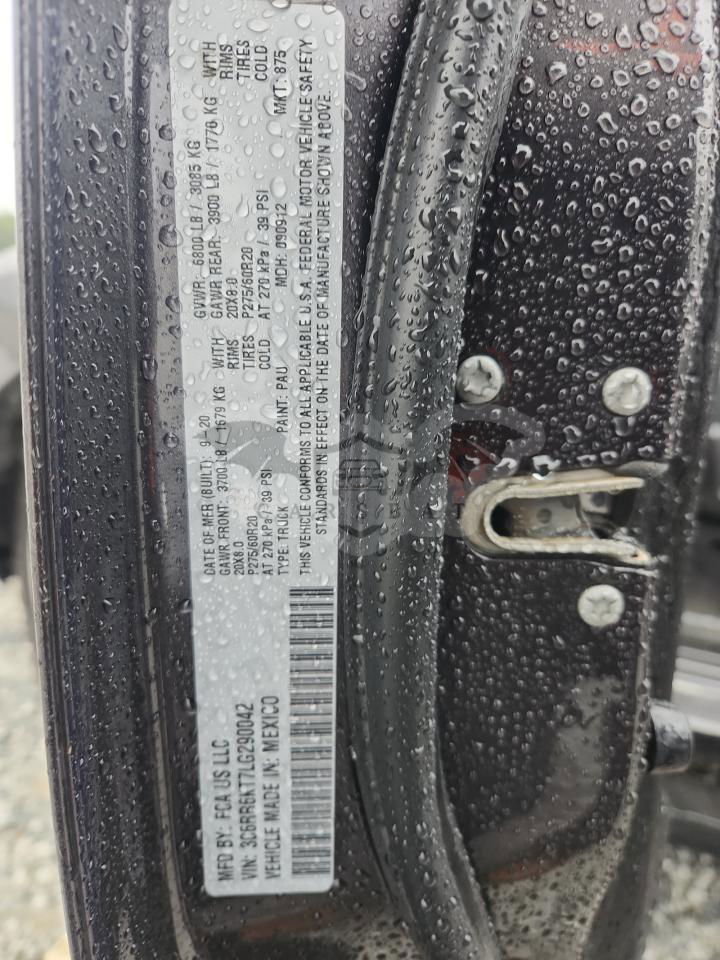 MFD BY: FCA US LLC
VIN: 3C6RR6KT7LG290042
VEHICLE MADE IN: MEXICO
DATE OF MFR (BUILT): 9-20 GVWR: 6800 LB / 3085 KG
GAWR FRONT: 3700 LB / 1679 KG WITH GAWR REAR: 3900 LB / 1770 KG WITH
20X8.0 RIMS 20X8.0 RIMS
P275/60R20 TIRES P275/60R20 TIRES
AT 270 kPa / 39 PSI COLD AT 270 kPa / 39 PSI COLD
TYPE: TRUCK PAINT: PAU MDH: 090912 MKT: 875
THIS VEHICLE CONFORMS TO ALL APPLICABLE U.S.A. FEDERAL MOTOR VEHICLE SAFETY
STANDARDS IN EFFECT ON THE DATE OF MANUFACTURE SHOWN ABOVE.